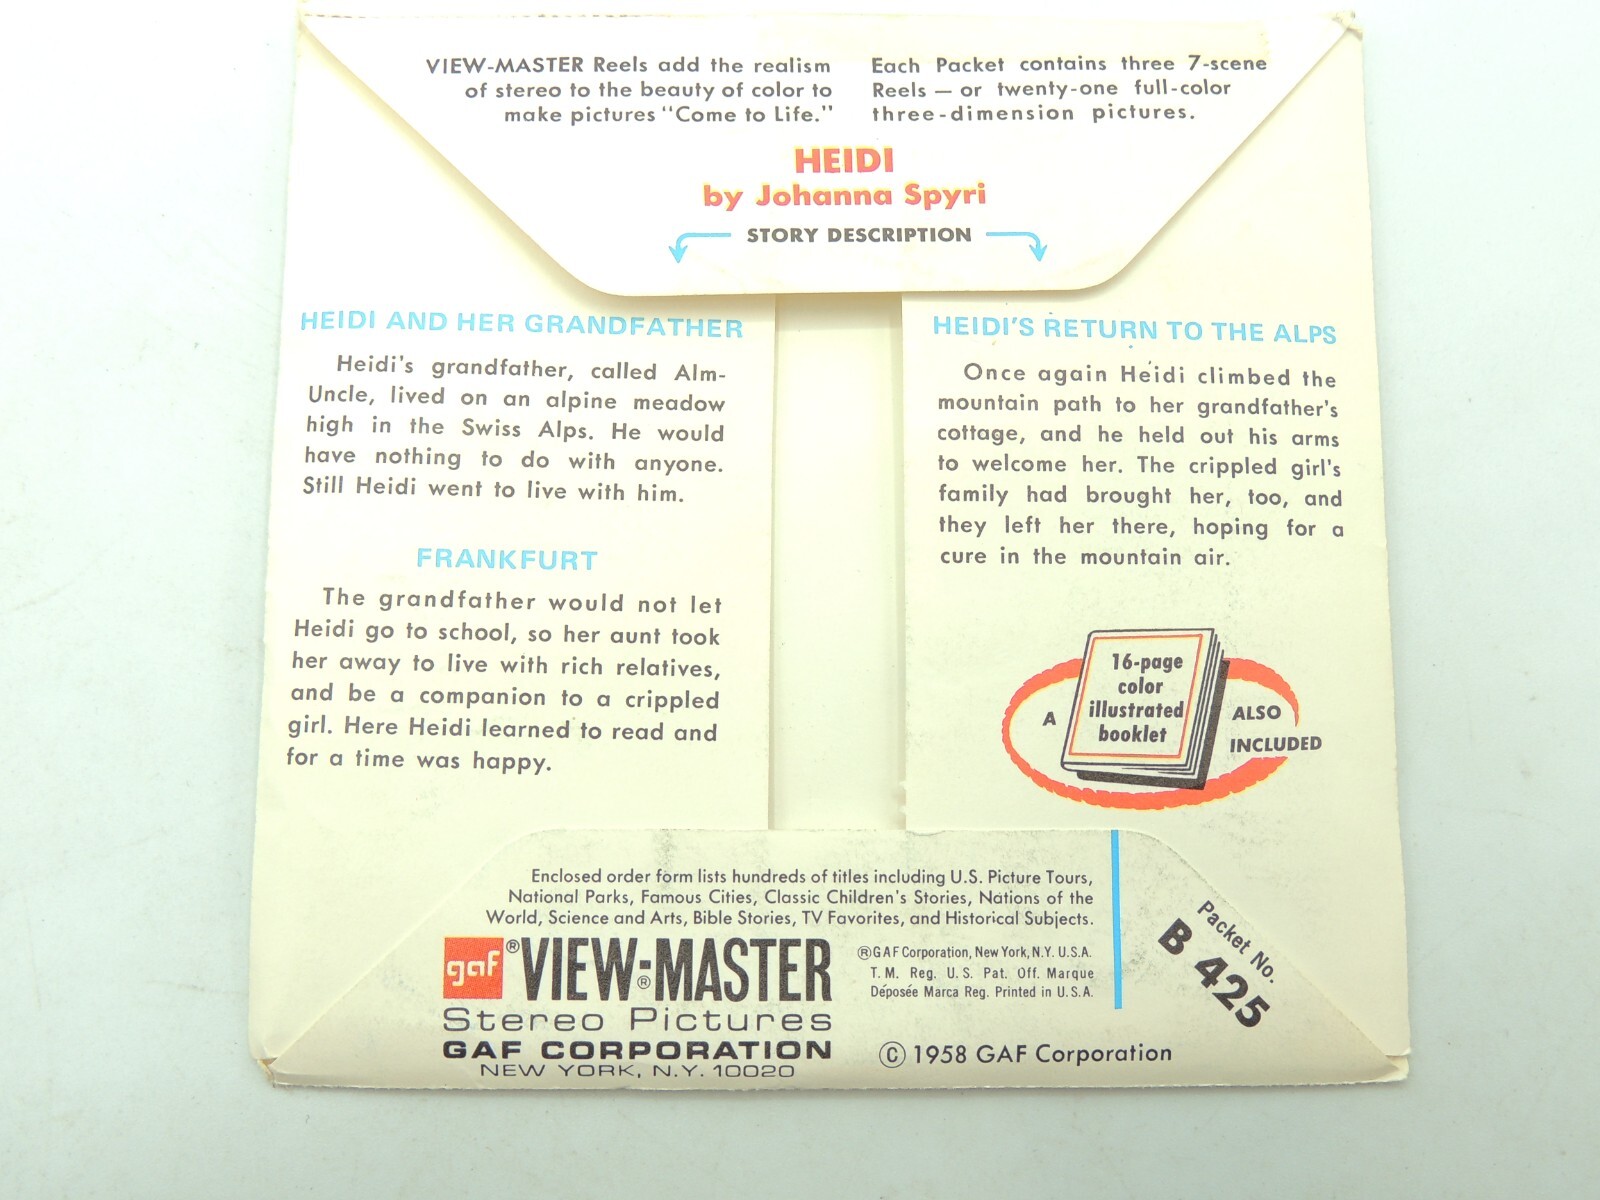 VIEW-MASTER Reels add the realism
of stereo to the beauty of color to
make pictures "Come to Life."
Each Packet contains three 7-scene
Reels — or twenty-one full-color
three-dimension pictures.
HEIDI
by Johanna Spyri
STORY DESCRIPTION
HEIDI AND HER GRANDFATHER
Heidi's grandfather, called Alm-
Uncle, lived on an alpine meadow
high in the Swiss Alps. He would
have nothing to do with anyone.
Still Heidi went to live with him.
FRANKFURT
The grandfather would not let
Heidi go to school, so her aunt took
her away to live with rich relatives,
and be a companion to a crippled
girl. Here Heidi learned to read and
for a time was happy.
HEIDI'S RETURN TO THE ALPS
Once again Heidi climbed the
mountain path to her grandfather's
cottage, and he held out his arms
to welcome her. The crippled girl's
family had brought her, too, and
they left her there, hoping for a
cure in the mountain air.
A
16-page
color
illustrated
booklet
ALSO
INCLUDED
Enclosed order form lists hundreds of titles including U.S. Picture Tours,
National Parks, Famous Cities, Classic Children's Stories, Nations of the
World, Science and Arts, Bible Stories, TV Favorites, and Historical Subjects.
gaf ® VIEW-MASTER ®
Stereo Pictures
GAF CORPORATION
NEW YORK, N.Y. 10020
® GAF Corporation, New York, N.Y. U.S.A.
T. M. Reg. U. S. Pat. Off. Marque
Déposée Marca Reg. Printed in U.S.A.
© 1958 GAF Corporation
Packet No.
B 425